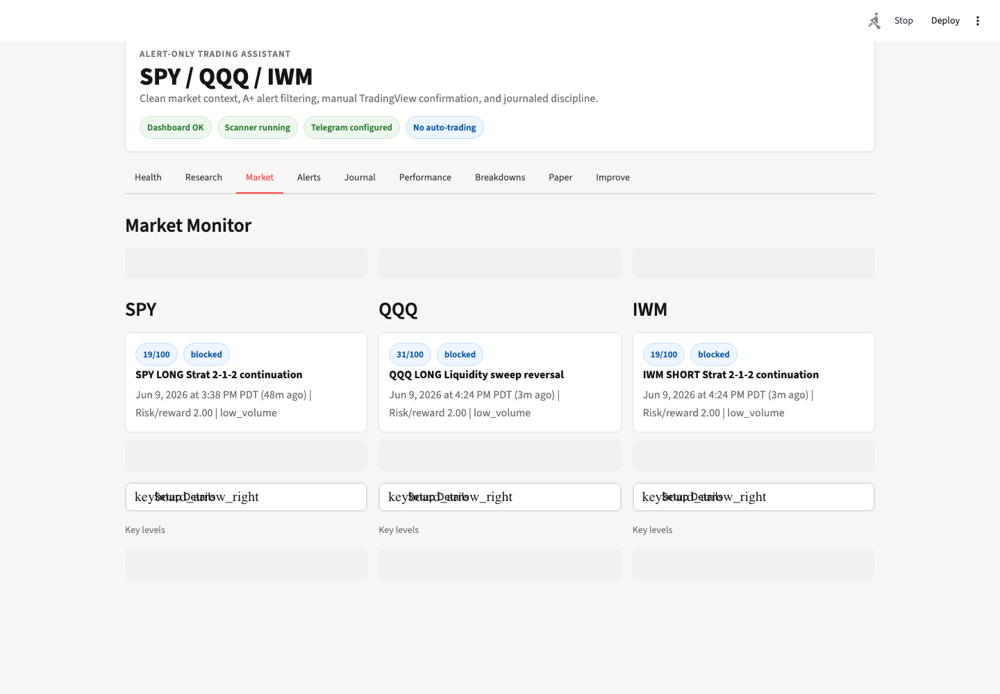 Stop Deploy
ALERT-ONLY TRADING ASSISTANT
SPY / QQQ / IWM
Clean market context, A+ alert filtering, manual TradingView confirmation, and journaled discipline.
Dashboard OK Scanner running Telegram configured No auto-trading
Health Research Market Alerts Journal Performance Breakdowns Paper Improve
Market Monitor
SPY
19/100 blocked
SPY LONG Strat 2-1-2 continuation
Jun 9, 2026 at 3:38 PM PDT (48m ago) |
Risk/reward 2.00 | low_volume
keyboard_arrow_right
Setup Details
Key levels
QQQ
31/100 blocked
QQQ LONG Liquidity sweep reversal
Jun 9, 2026 at 4:24 PM PDT (3m ago) |
Risk/reward 2.00 | low_volume
keyboard_arrow_right
Setup Details
Key levels
IWM
19/100 blocked
IWM SHORT Strat 2-1-2 continuation
Jun 9, 2026 at 4:24 PM PDT (3m ago) |
Risk/reward 2.00 | low_volume
keyboard_arrow_right
Setup Details
Key levels